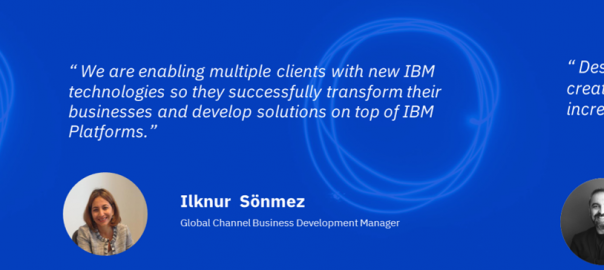 “ We are enabling multiple clients with new IBM
technologies so they successfully transform their
businesses and develop solutions on top of IBM
Platforms.”
Ilknur Sönmez
Global Channel Business Development Manager
“ Des
creat
incre